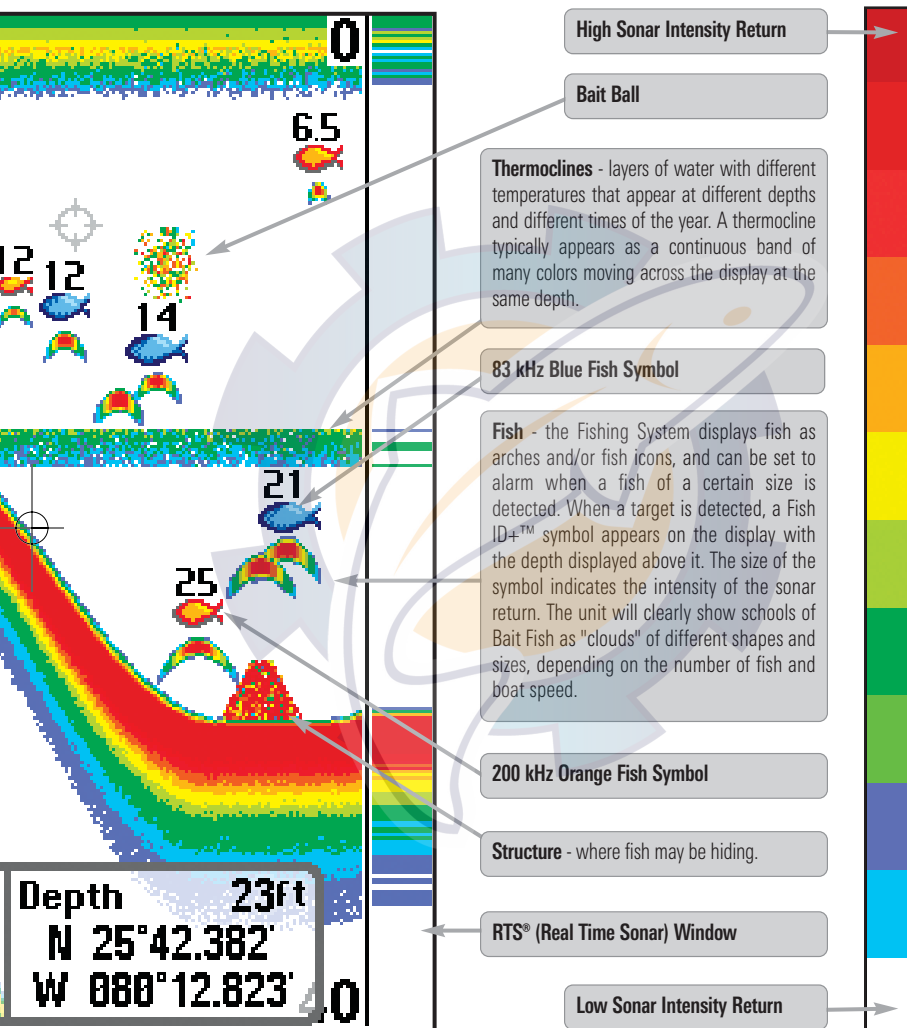 0
6.5
12
12
14
21
25
Depth 23ft
N 25°42.382'
W 080°12.823'
High Sonar Intensity Return
Bait Ball
Thermoclines - layers of water with different
temperatures that appear at different depths
and different times of the year. A thermocline
typically appears as a continuous band of
many colors moving across the display at the
same depth.
83 kHz Blue Fish Symbol
Fish - the Fishing System displays fish as
arches and/or fish icons, and can be set to
alarm when a fish of a certain size is
detected. When a target is detected, a Fish
ID+™ symbol appears on the display with
the depth displayed above it. The size of the
symbol indicates the intensity of the sonar
return. The unit will clearly show schools of
Bait Fish as "clouds" of different shapes and
sizes, depending on the number of fish and
boat speed.
200 kHz Orange Fish Symbol
Structure - where fish may be hiding.
RTS® (Real Time Sonar) Window
Low Sonar Intensity Return